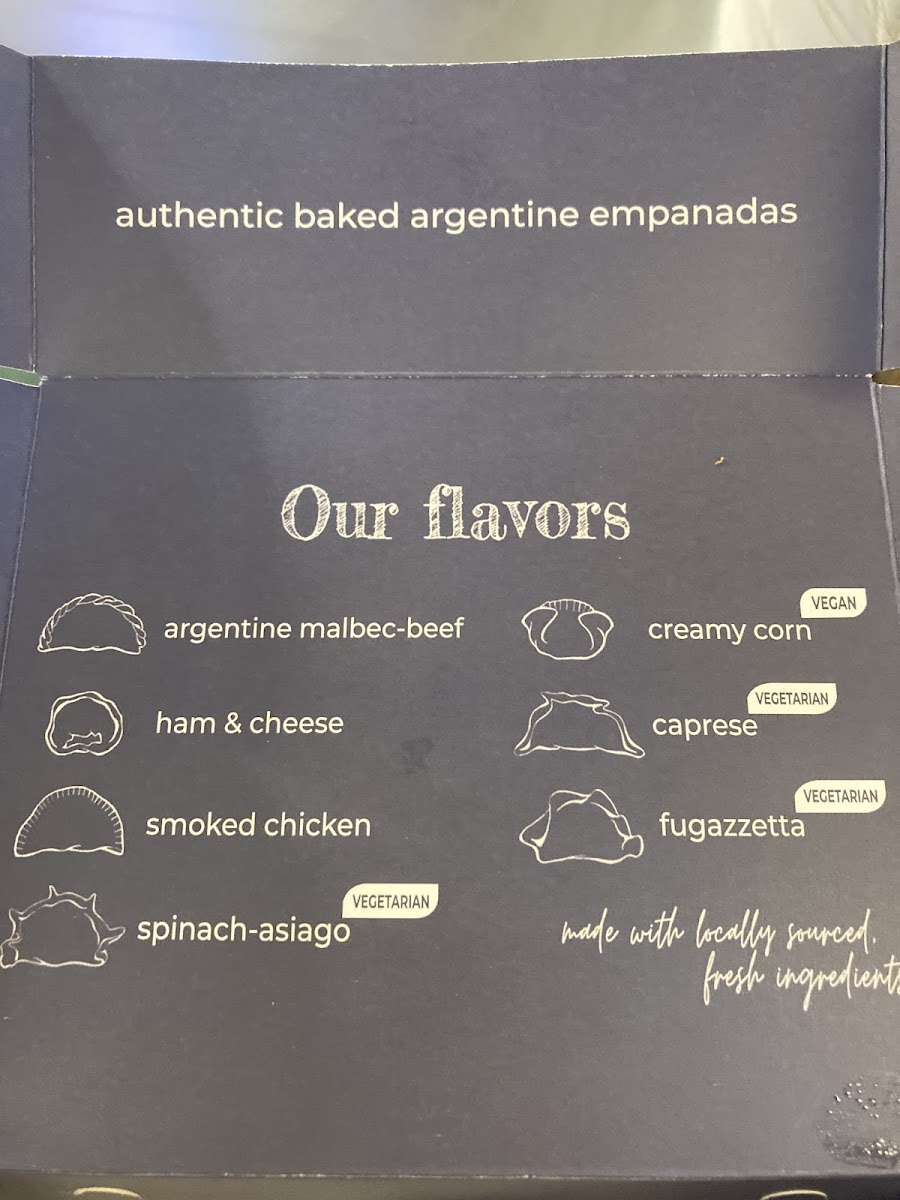 authentic baked argentine empanadas
Our flavors
argentine malbec-beef
ham & cheese
smoked chicken
spinach-asiago VEGETARIAN
creamy corn VEGAN
caprese VEGETARIAN
fugazzetta VEGETARIAN
made with locally sourced,
fresh ingredients